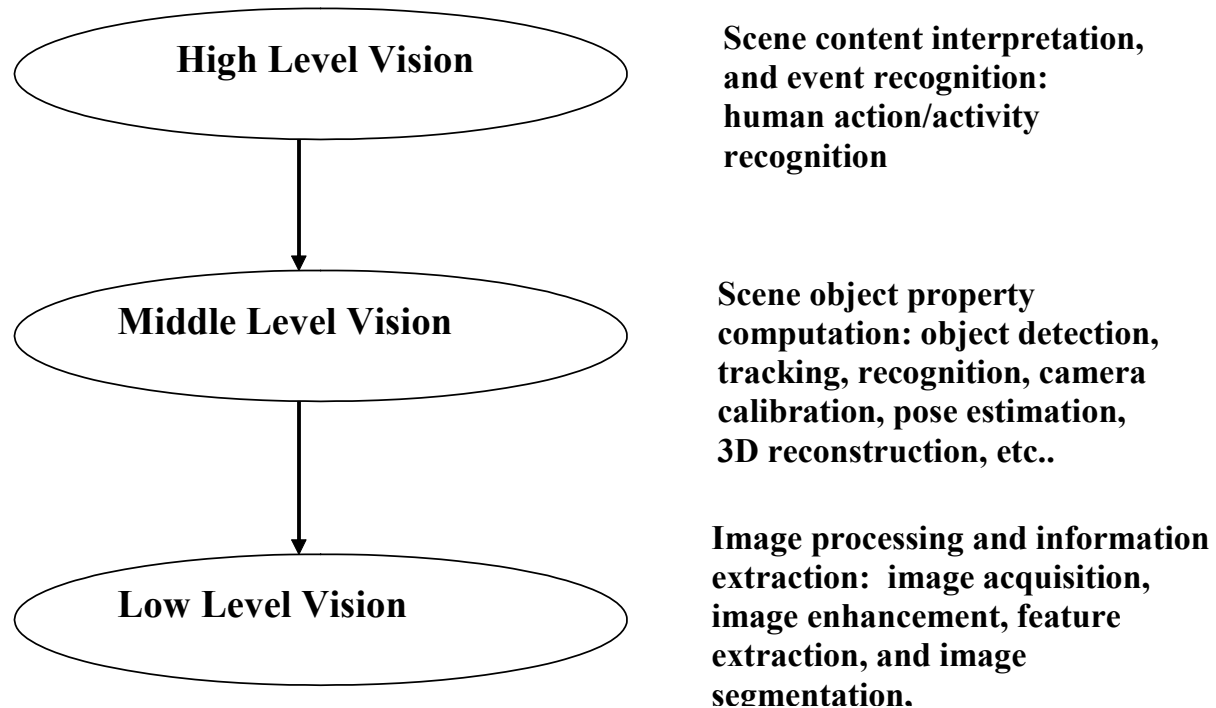 High Level Vision
Scene content interpretation,
and event recognition:
human action/activity
recognition
Middle Level Vision
Scene object property
computation: object detection,
tracking, recognition, camera
calibration, pose estimation,
3D reconstruction, etc..
Low Level Vision
Image processing and information
extraction:  image acquisition,
image enhancement, feature
extraction, and image
segmentation,